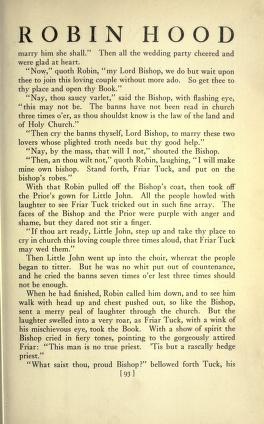 ROBIN HOOD
marry him she shall." Then all the wedding party cheered and
were glad at heart.
"Now," quoth Robin, "my Lord Bishop, we do but wait upon
thee to join this loving couple without more ado. So get thee to
thy place and open thy Book."
"Nay, thou saucy varlet," said the Bishop, with flashing eye,
"this may not be. The banns have not been read in church
three times o'er, as thou shouldst know is the law of the land and
of Holy Church."
"Then cry the banns thyself, Lord Bishop, to marry these two
lovers whose plighted troth needs but thy good help."
"Nay, by the mass, that will I not," shouted the Bishop.
"Then, an thou wilt not," quoth Robin, laughing, "I will make
mine own bishop. Stand forth, Friar Tuck, and put on the
bishop's robes."
With that Robin pulled off the Bishop's coat, then took off
the Prior's gown for Little John. All the people howled with
laughter to see Friar Tuck tricked out in such fine array. The
faces of the Bishop and the Prior were purple with anger and
shame, but they dared not stir a finger.
"If thou art ready, Little John, step up and take thy place to
cry in church this loving couple three times aloud, that Friar Tuck
may wed them."
Then Little John went up into the choir, whereat the people
began to titter. But he was no whit put out of countenance,
and he cried the banns seven times o'er lest three times should
not be enough.
When he had finished, Robin called him down, and to see him
walk with head up and chest pushed out, so like the Bishop,
sent a merry peal of laughter through the church. But the
laughter swelled into a very roar, as Friar Tuck, with a wink of
his mischievous eye, took the Book. With a show of spirit the
Bishop cried in fiery tones, pointing to the gorgeously attired
Friar: "This man is no true priest. 'Tis but a rascally hedge
priest."
"What saist thou, proud Bishop?" bellowed forth Tuck, his
[93]